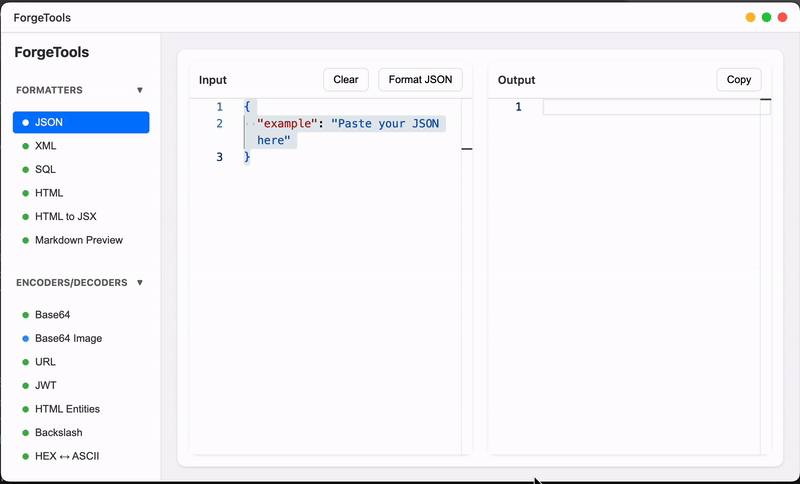 ForgeTools
ForgeTools
FORMATTERS ▼
JSON
XML
SQL
HTML
HTML to JSX
Markdown Preview
ENCODERS/DECODERS ▼
Base64
Base64 Image
URL
JWT
HTML Entities
Backslash
HEX ↔ ASCII
Input Clear Format JSON
1 {
2 "example": "Paste your JSON
here"
3 }
Output Copy
1